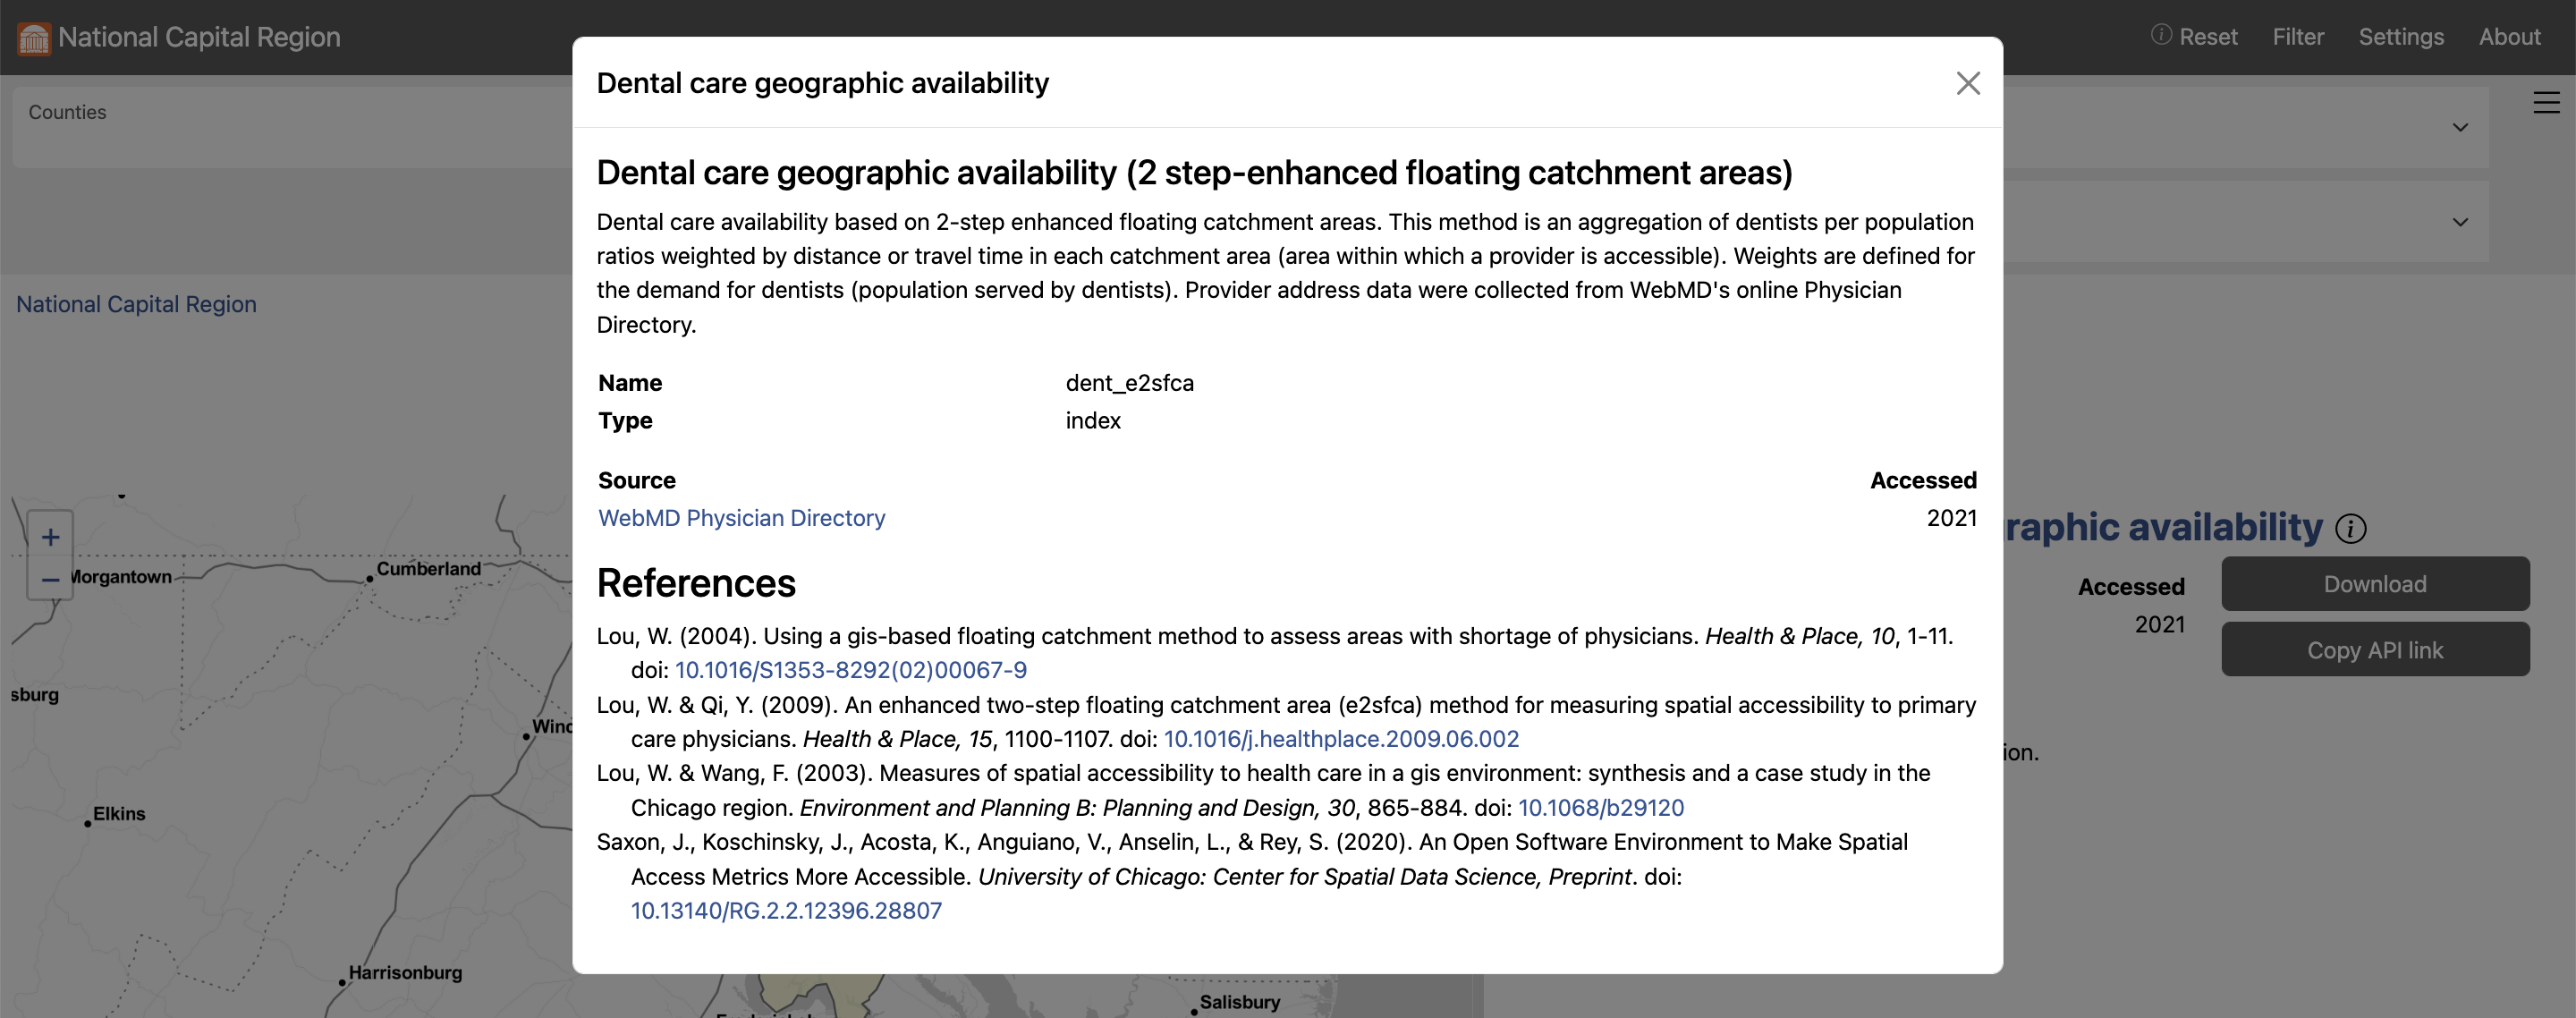 National Capital Region
Reset
Filter
Settings
About
Counties
National Capital Region
Dental care geographic availability
Dental care geographic availability (2 step-enhanced floating catchment areas)
Dental care availability based on 2-step enhanced floating catchment areas. This method is an aggregation of dentists per population
ratios weighted by distance or travel time in each catchment area (area within which a provider is accessible). Weights are defined for
the demand for dentists (population served by dentists). Provider address data were collected from WebMD's online Physician
Directory.
Name dent_e2sfca
Type index
Source Accessed
WebMD Physician Directory 2021
References
Lou, W. (2004). Using a gis-based floating catchment method to assess areas with shortage of physicians. Health & Place, 10, 1-11.
doi: 10.1016/S1353-8292(02)00067-9
Lou, W. & Qi, Y. (2009). An enhanced two-step floating catchment area (e2sfca) method for measuring spatial accessibility to primary
care physicians. Health & Place, 15, 1100-1107. doi: 10.1016/j.healthplace.2009.06.002
Lou, W. & Wang, F. (2003). Measures of spatial accessibility to health care in a gis environment: synthesis and a case study in the
Chicago region. Environment and Planning B: Planning and Design, 30, 865-884. doi: 10.1068/b29120
Saxon, J., Koschinsky, J., Acosta, K., Anguiano, V., Anselin, L., & Rey, S. (2020). An Open Software Environment to Make Spatial
Access Metrics More Accessible. University of Chicago: Center for Spatial Data Science, Preprint. doi:
10.13140/RG.2.2.12396.28807
raphic availability
Accessed
2021
Download
Copy API link
ion.
+
−
Morgantown
Cumberland
sburg
Winc
Elkins
Harrisonburg
Salisbury